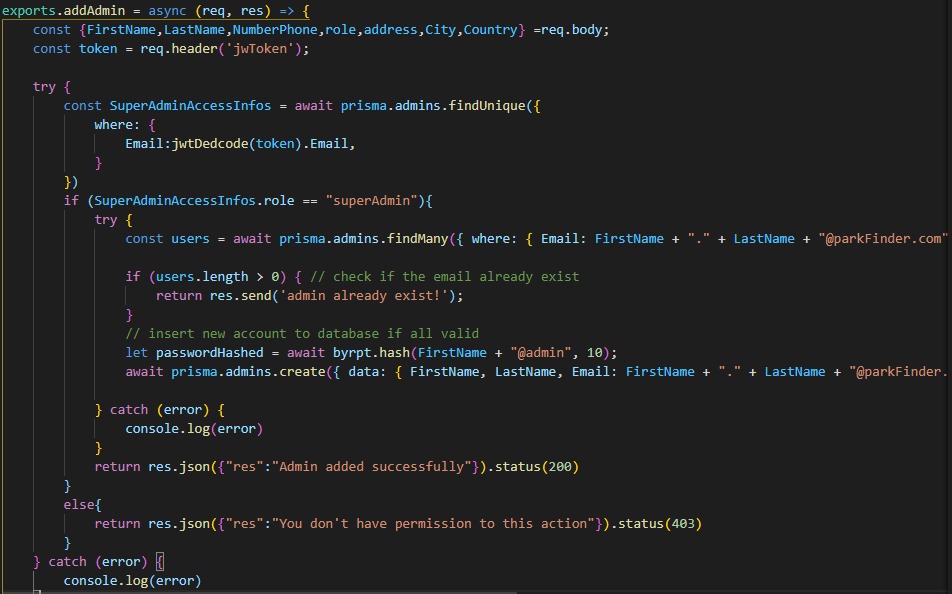 exports.addAdmin = async (req, res) => {
    const {FirstName,LastName,NumberPhone,role,address,City,Country} =req.body;
    const token = req.header('jwToken');

    try {
        const SuperAdminAccessInfos = await prisma.admins.findUnique({
            where: {
                Email:jwtDedcode(token).Email,
            }
        })
        if (SuperAdminAccessInfos.role == "superAdmin"){
            try {
                const users = await prisma.admins.findMany({ where: { Email: FirstName + "." + LastName + "@parkFinder.com"

                if (users.length > 0) { // check if the email already exist
                    return res.send('admin already exist!');
                }
                // insert new account to database if all valid
                let passwordHashed = await byrpt.hash(FirstName + "@admin", 10);
                await prisma.admins.create({ data: { FirstName, LastName, Email: FirstName + "." + LastName + "@parkFinder.

            } catch (error) {
                console.log(error)
            }
            return res.json({"res":"Admin added successfully"}).status(200)
        }
        else{
            return res.json({"res":"You don't have permission to this action"}).status(403)
        }
    } catch (error) {
        console.log(error)